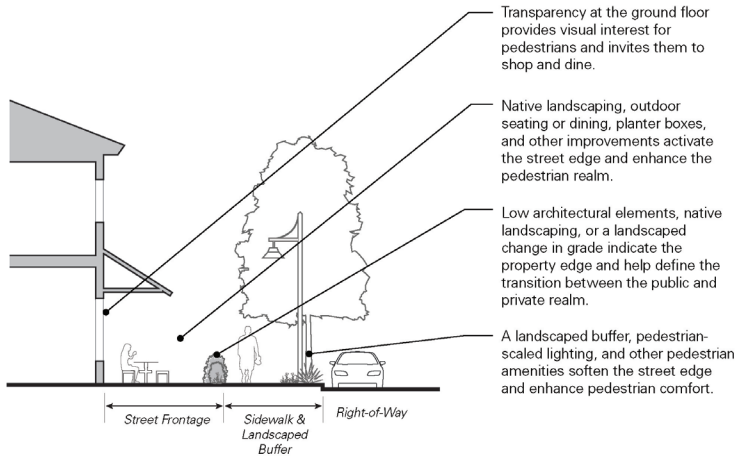 Transparency at the ground floor
provides visual interest for
pedestrians and invites them to
shop and dine.
Native landscaping, outdoor
seating or dining, planter boxes,
and other improvements activate
the street edge and enhance the
pedestrian realm.
Low architectural elements, native
landscaping, or a landscaped
change in grade indicate the
property edge and help define the
transition between the public and
private realm.
A landscaped buffer, pedestrian-
scaled lighting, and other pedestrian
amenities soften the street edge
and enhance pedestrian comfort.
Street Frontage
Sidewalk &
Landscaped
Buffer
Right-of-Way